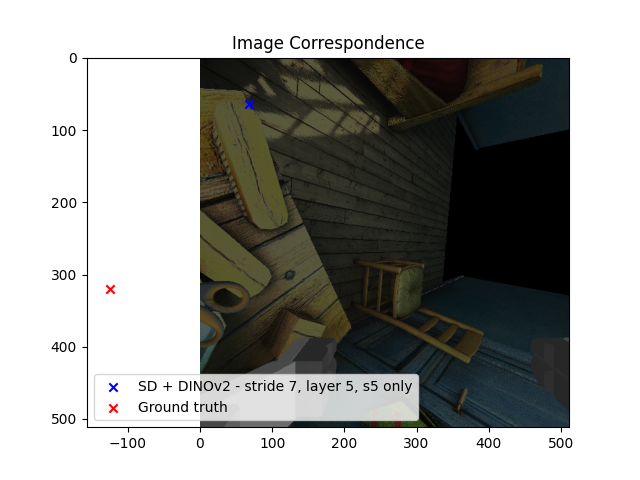 Image Correspondence
0
100
200
300
400
500
SD + DINOv2 - stride 7, layer 5, s5 only
Ground truth
−100 0 100 200 300 400 500